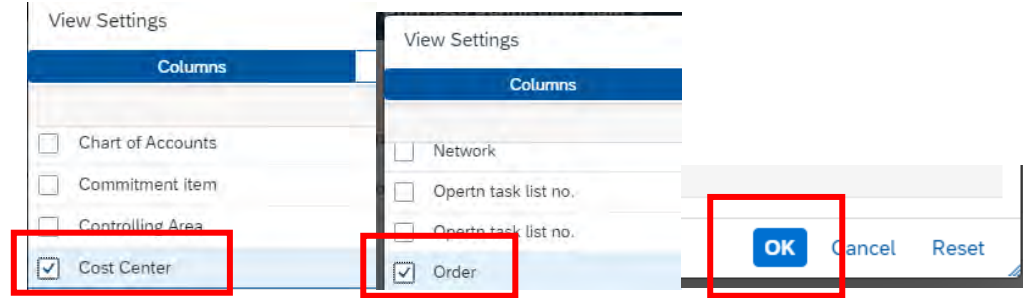 View Settings
Columns
Chart of Accounts
Commitment item
Controlling Area
Cost Center
View Settings
Columns
Network
Opertn task list no.
Opertn task list no.
Order
OK Cancel Reset